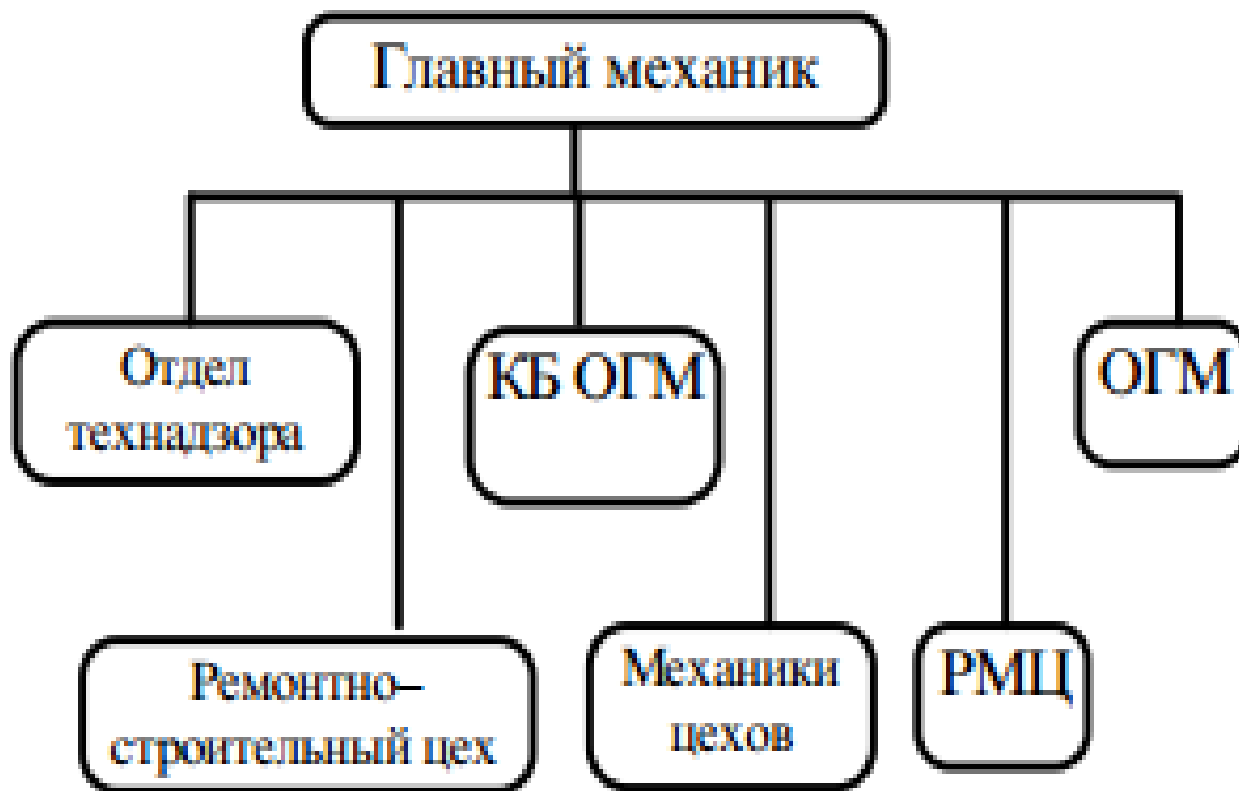 Главный механик
Отдел
технадзора
КБ ОГМ
ОГМ
Ремонтно–
строительный цех
Механики
цехов
РМЦ